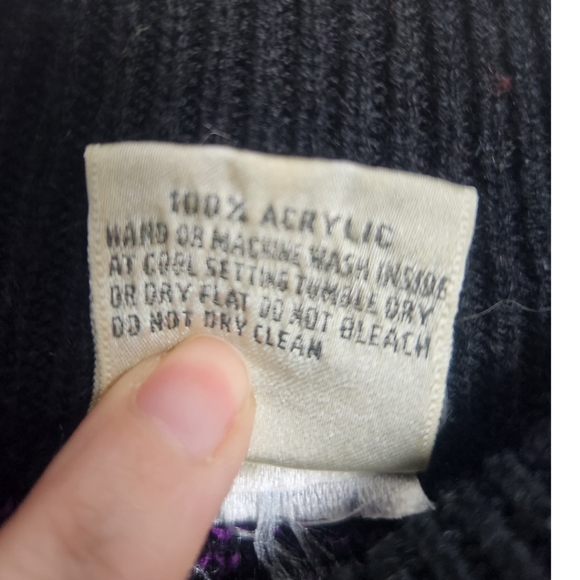 100% ACRYLIC
HAND OR MACHINE WASH INSIDE
AT COOL SETTING TUMBLE DRY
OR DRY FLAT DO NOT BLEACH
DO NOT DRY CLEAN